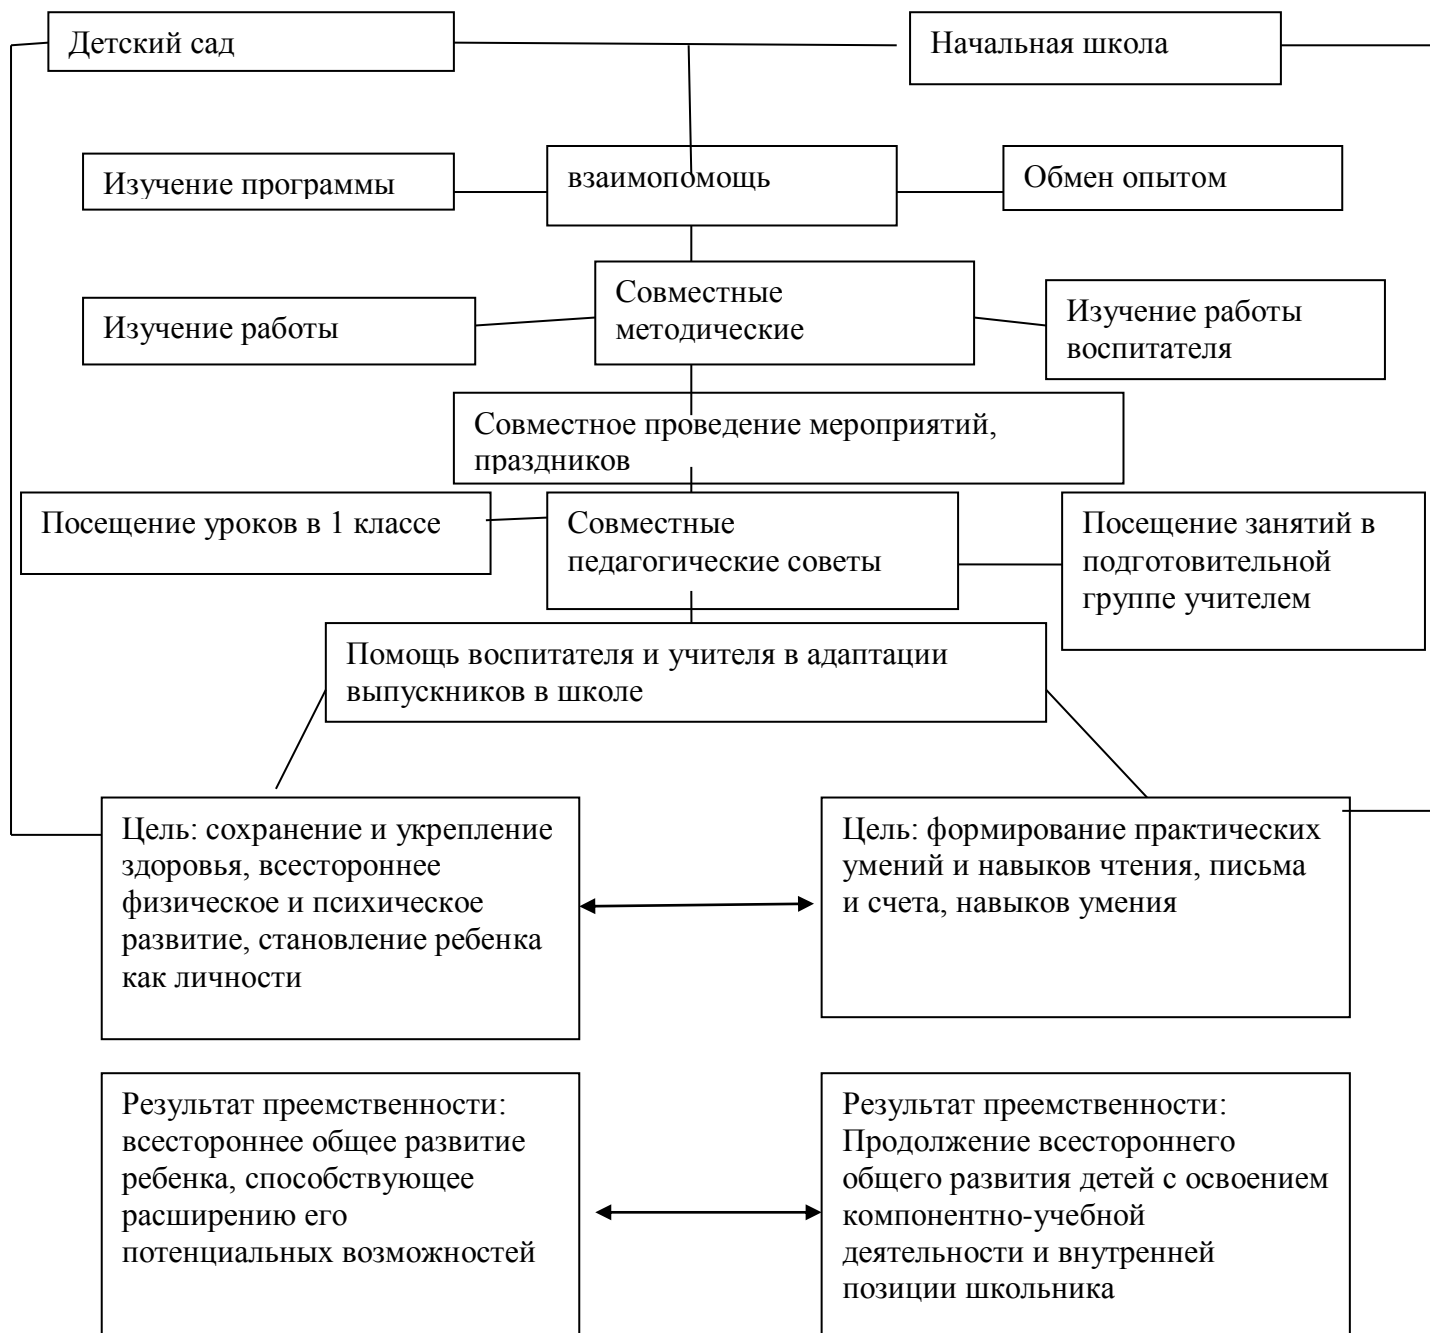 Детский сад
Начальная школа
Изучение программы
взаимопомощь
Обмен опытом
Изучение работы
Совместные
методические
Изучение работы
воспитателя
Совместное проведение мероприятий,
праздников
Посещение уроков в 1 классе
Совместные
педагогические советы
Посещение занятий в
подготовительной
группе учителем
Помощь воспитателя и учителя в адаптации
выпускников в школе
Цель: сохранение и укрепление
здоровья, всестороннее
физическое и психическое
развитие, становление ребенка
как личности
Цель: формирование практических
умений и навыков чтения, письма
и счета, навыков умения
Результат преемственности:
всестороннее общее развитие
ребенка, способствующее
расширению его
потенциальных возможностей
Результат преемственности:
Продолжение всестороннего
общего развития детей с освоением
компонентно-учебной
деятельности и внутренней
позиции школьника